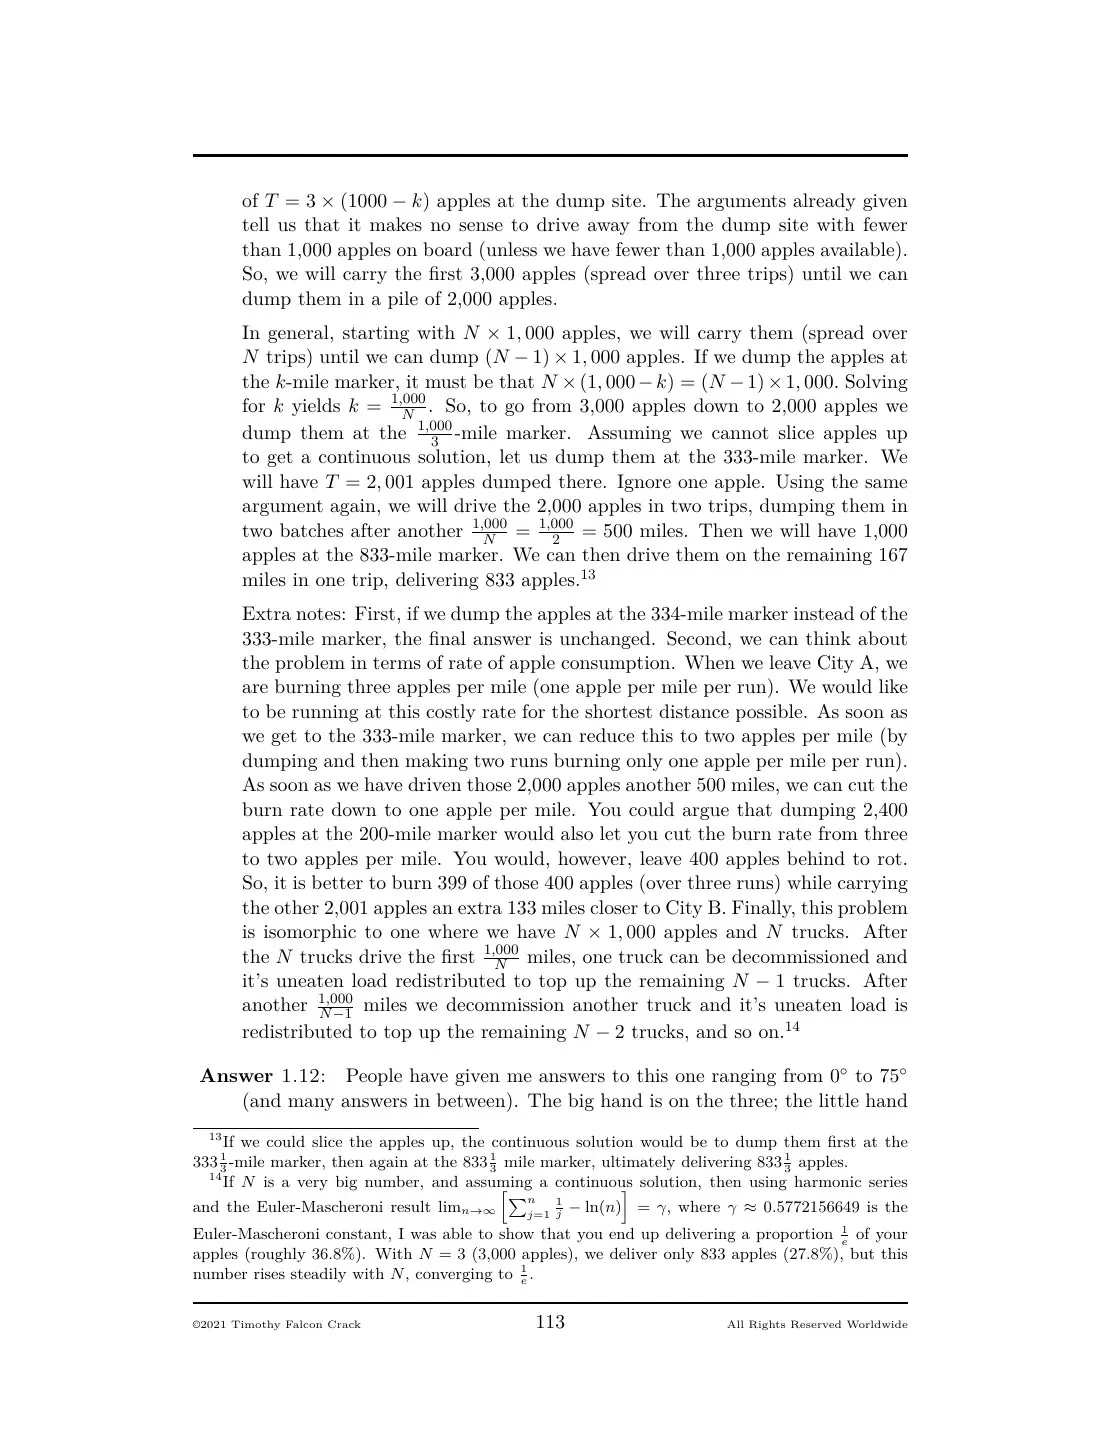 of T = 3 × (1000 − k) apples at the dump site. The arguments already given
tell us that it makes no sense to drive away from the dump site with fewer
than 1,000 apples on board (unless we have fewer than 1,000 apples available).
So, we will carry the first 3,000 apples (spread over three trips) until we can
dump them in a pile of 2,000 apples.
In general, starting with N × 1,000 apples, we will carry them (spread over
N trips) until we can dump (N − 1) × 1,000 apples. If we dump the apples at
the k-mile marker, it must be that N × (1,000 − k) = (N − 1) × 1,000. Solving
for k yields k = 1,000/N. So, to go from 3,000 apples down to 2,000 apples we
dump them at the 1,000/3-mile marker. Assuming we cannot slice apples up
to get a continuous solution, let us dump them at the 333-mile marker. We
will have T = 2,001 apples dumped there. Ignore one apple. Using the same
argument again, we will drive the 2,000 apples in two trips, dumping them in
two batches after another 1,000/N = 1,000/2 = 500 miles. Then we will have 1,000
apples at the 833-mile marker. We can then drive them on the remaining 167
miles in one trip, delivering 833 apples.13
Extra notes: First, if we dump the apples at the 334-mile marker instead of the
333-mile marker, the final answer is unchanged. Second, we can think about
the problem in terms of rate of apple consumption. When we leave City A, we
are burning three apples per mile (one apple per mile per run). We would like
to be running at this costly rate for the shortest distance possible. As soon as
we get to the 333-mile marker, we can reduce this to two apples per mile (by
dumping and then making two runs burning only one apple per mile per run).
As soon as we have driven those 2,000 apples another 500 miles, we can cut the
burn rate down to one apple per mile. You could argue that dumping 2,400
apples at the 200-mile marker would also let you cut the burn rate from three
to two apples per mile. You would, however, leave 400 apples behind to rot.
So, it is better to burn 399 of those 400 apples (over three runs) while carrying
the other 2,001 apples an extra 133 miles closer to City B. Finally, this problem
is isomorphic to one where we have N × 1,000 apples and N trucks. After
the N trucks drive the first 1,000/N miles, one truck can be decommissioned and
it's uneaten load redistributed to top up the remaining N − 1 trucks. After
another 1,000/N−1 miles we decommission another truck and it's uneaten load is
redistributed to top up the remaining N − 2 trucks, and so on.14
Answer 1.12: People have given me answers to this one ranging from 0° to 75°
(and many answers in between). The big hand is on the three; the little hand
13If we could slice the apples up, the continuous solution would be to dump them first at the
333 1/3-mile marker, then again at the 833 1/3 mile marker, ultimately delivering 833 1/3 apples.
14If N is a very big number, and assuming a continuous solution, then using harmonic series
and the Euler-Mascheroni result lim n→∞ [∑ n j=1 1/j − ln(n)] = γ, where γ ≈ 0.5772156649 is the
Euler-Mascheroni constant, I was able to show that you end up delivering a proportion 1/e of your
apples (roughly 36.8%). With N = 3 (3,000 apples), we deliver only 833 apples (27.8%), but this
number rises steadily with N, converging to 1/e.
©2021 Timothy Falcon Crack 113 All Rights Reserved Worldwide